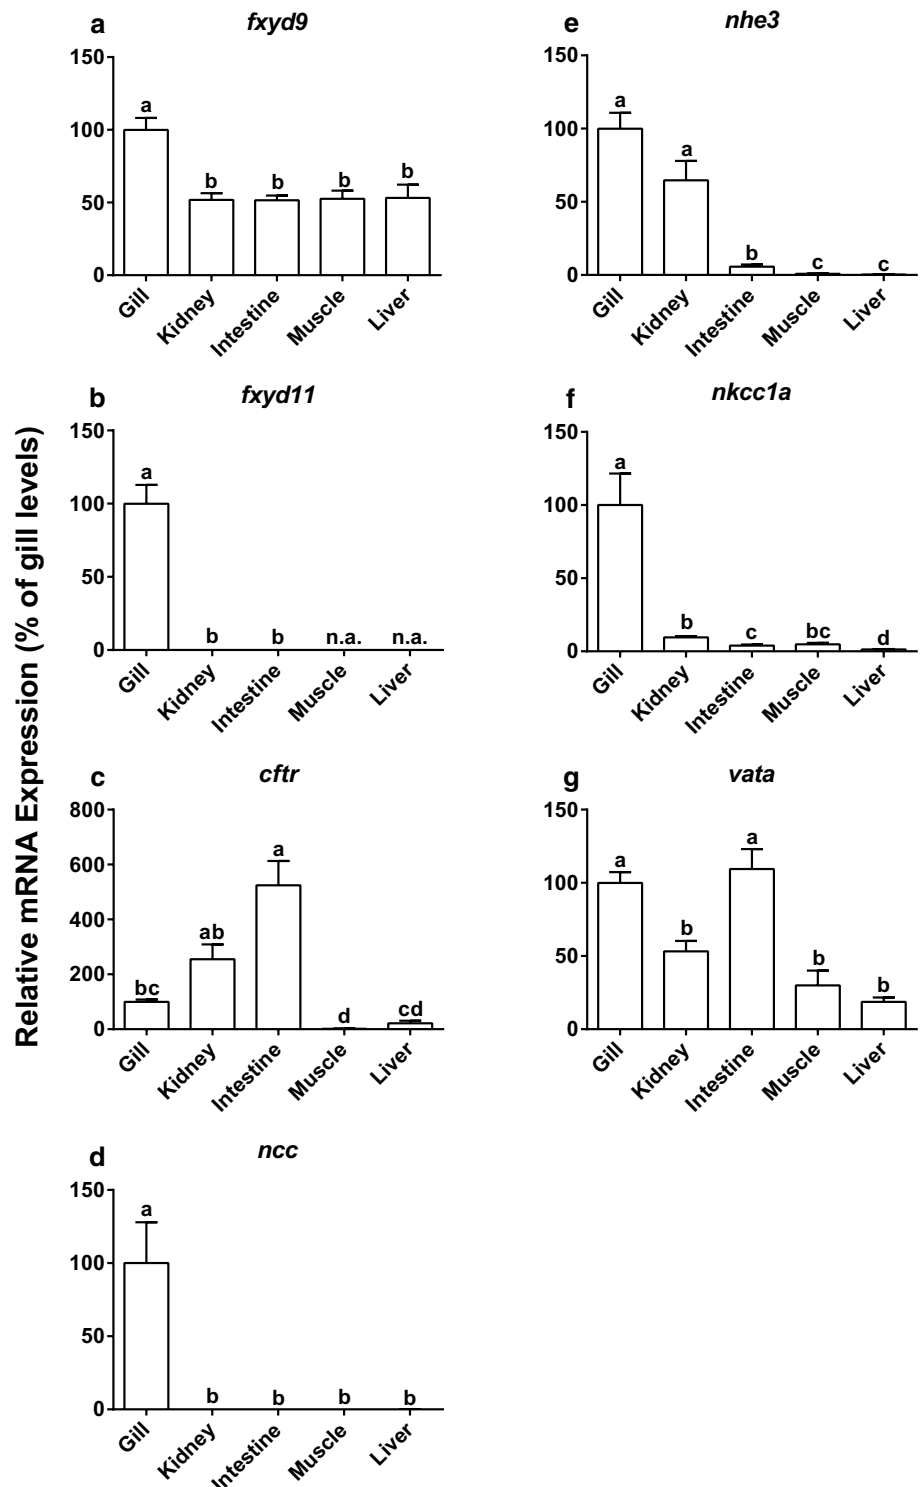 Relative mRNA Expression (% of gill levels)
a
fxyd9
150
100
50
0
a
b
b
b
b
Gill
Kidney
Intestine
Muscle
Liver
b
fxyd11
150
100
50
0
a
b
b
n.a.
n.a.
Gill
Kidney
Intestine
Muscle
Liver
c
cftr
800
600
400
200
0
bc
ab
a
d
cd
Gill
Kidney
Intestine
Muscle
Liver
d
ncc
150
100
50
0
a
b
b
b
b
Gill
Kidney
Intestine
Muscle
Liver
e
nhe3
150
100
50
0
a
a
b
c
c
Gill
Kidney
Intestine
Muscle
Liver
f
nkcc1a
150
100
50
0
a
b
c
bc
d
Gill
Kidney
Intestine
Muscle
Liver
g
vata
150
100
50
0
a
b
a
b
b
Gill
Kidney
Intestine
Muscle
Liver